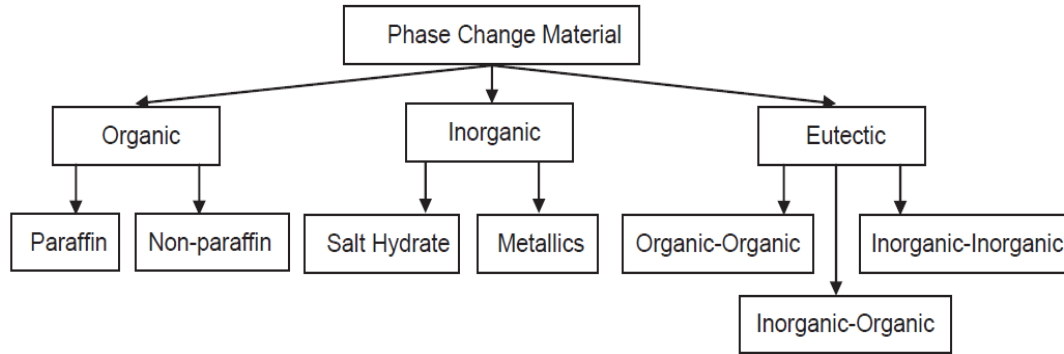 Phase Change Material
Organic
Inorganic
Eutectic
Paraffin
Non-paraffin
Salt Hydrate
Metallics
Organic-Organic
Inorganic-Inorganic
Inorganic-Organic